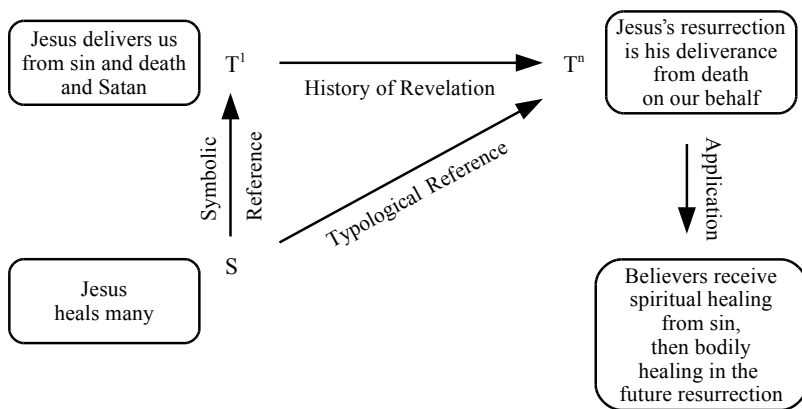 Jesus delivers us
from sin and death
and Satan
T¹
History of Revelation
Tⁿ
Jesus’s resurrection
is his deliverance
from death
on our behalf
Symbolic
Reference
Typological Reference
Application
S
Jesus
heals many
Believers receive
spiritual healing
from sin,
then bodily
healing in the
future resurrection